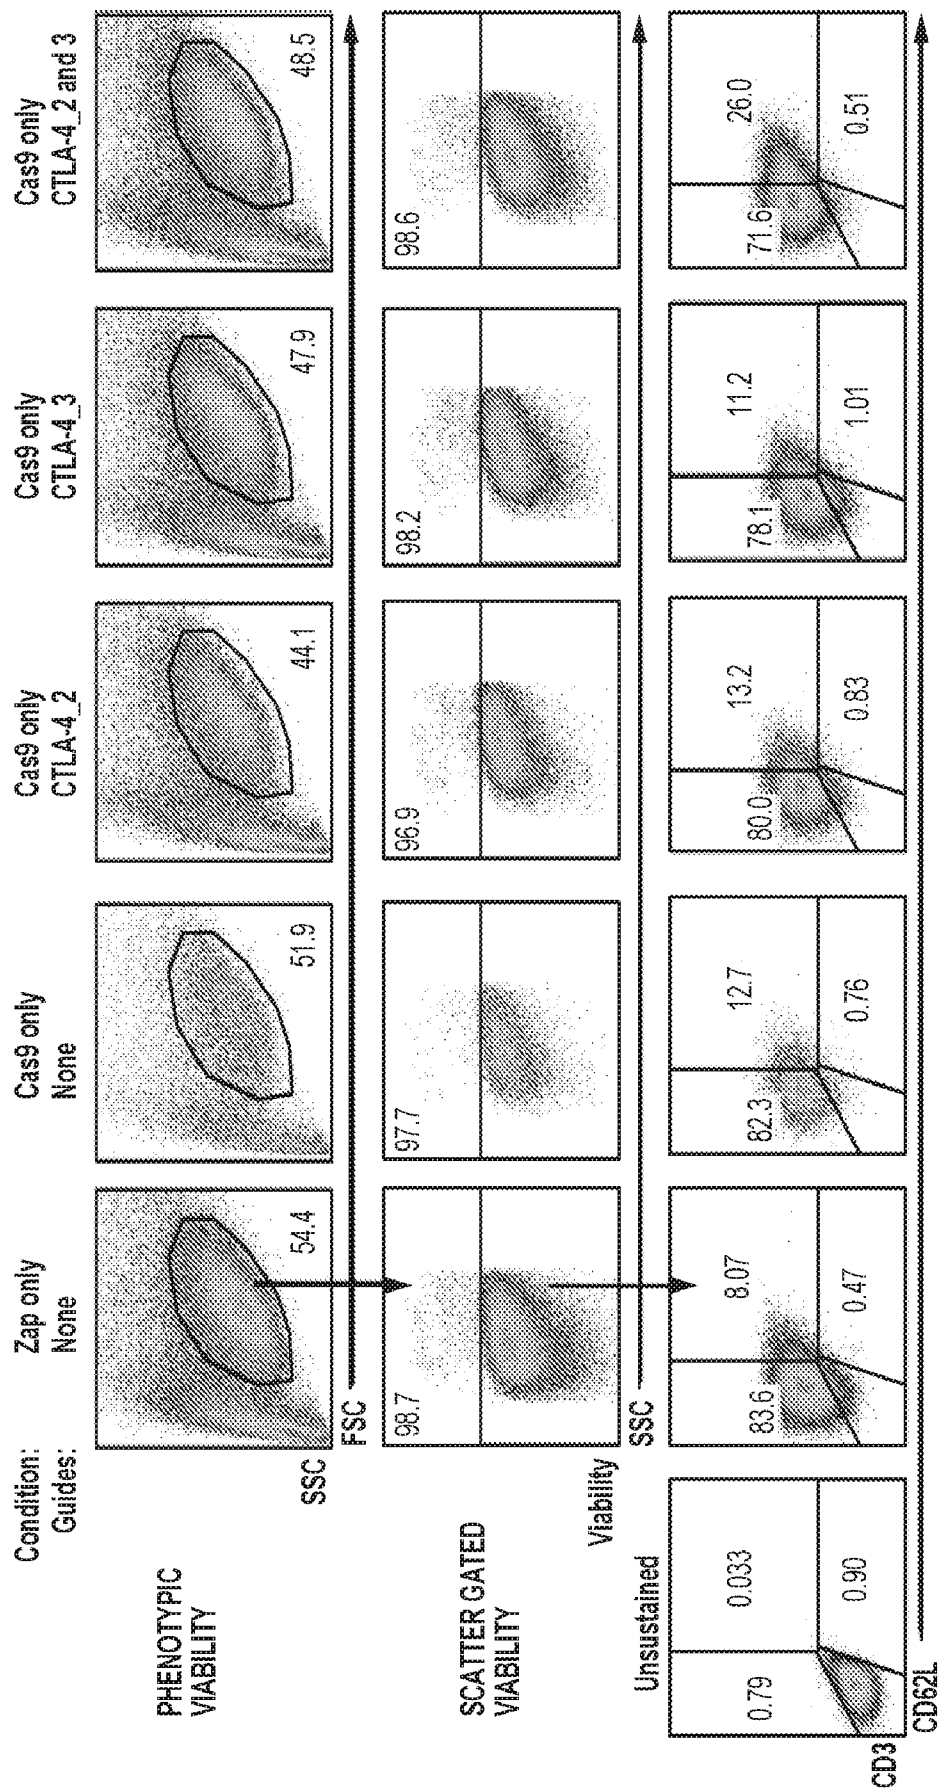 Condition: Zap only Cas9 only Cas9 only Cas9 only Cas9 only
Guides: None None CTLA-4_2 CTLA-4_3 CTLA-4_2 and 3
PHENOTYPIC
VIABILITY
54.4 51.9 44.1 47.9 48.5
SSC
FSC
SCATTER GATED
VIABILITY
98.7 97.7 96.9 98.2 98.6
Viability
SSC
Unsustained
0.79 0.033 83.6 8.07 82.3 12.7 80.0 13.2 78.1 11.2 71.6 26.0
0.90 0.47 0.76 0.83 1.01 0.51
CD3
CD62L